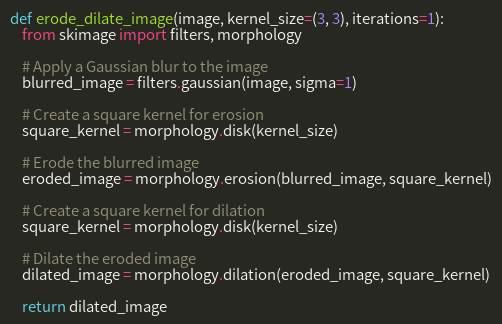 def erode_dilate_image(image, kernel_size=(3, 3), iterations=1):
    from skimage import filters, morphology

    # Apply a Gaussian blur to the image
    blurred_image = filters.gaussian(image, sigma=1)

    # Create a square kernel for erosion
    square_kernel = morphology.disk(kernel_size)

    # Erode the blurred image
    eroded_image = morphology.erosion(blurred_image, square_kernel)

    # Create a square kernel for dilation
    square_kernel = morphology.disk(kernel_size)

    # Dilate the eroded image
    dilated_image = morphology.dilation(eroded_image, square_kernel)

    return dilated_image